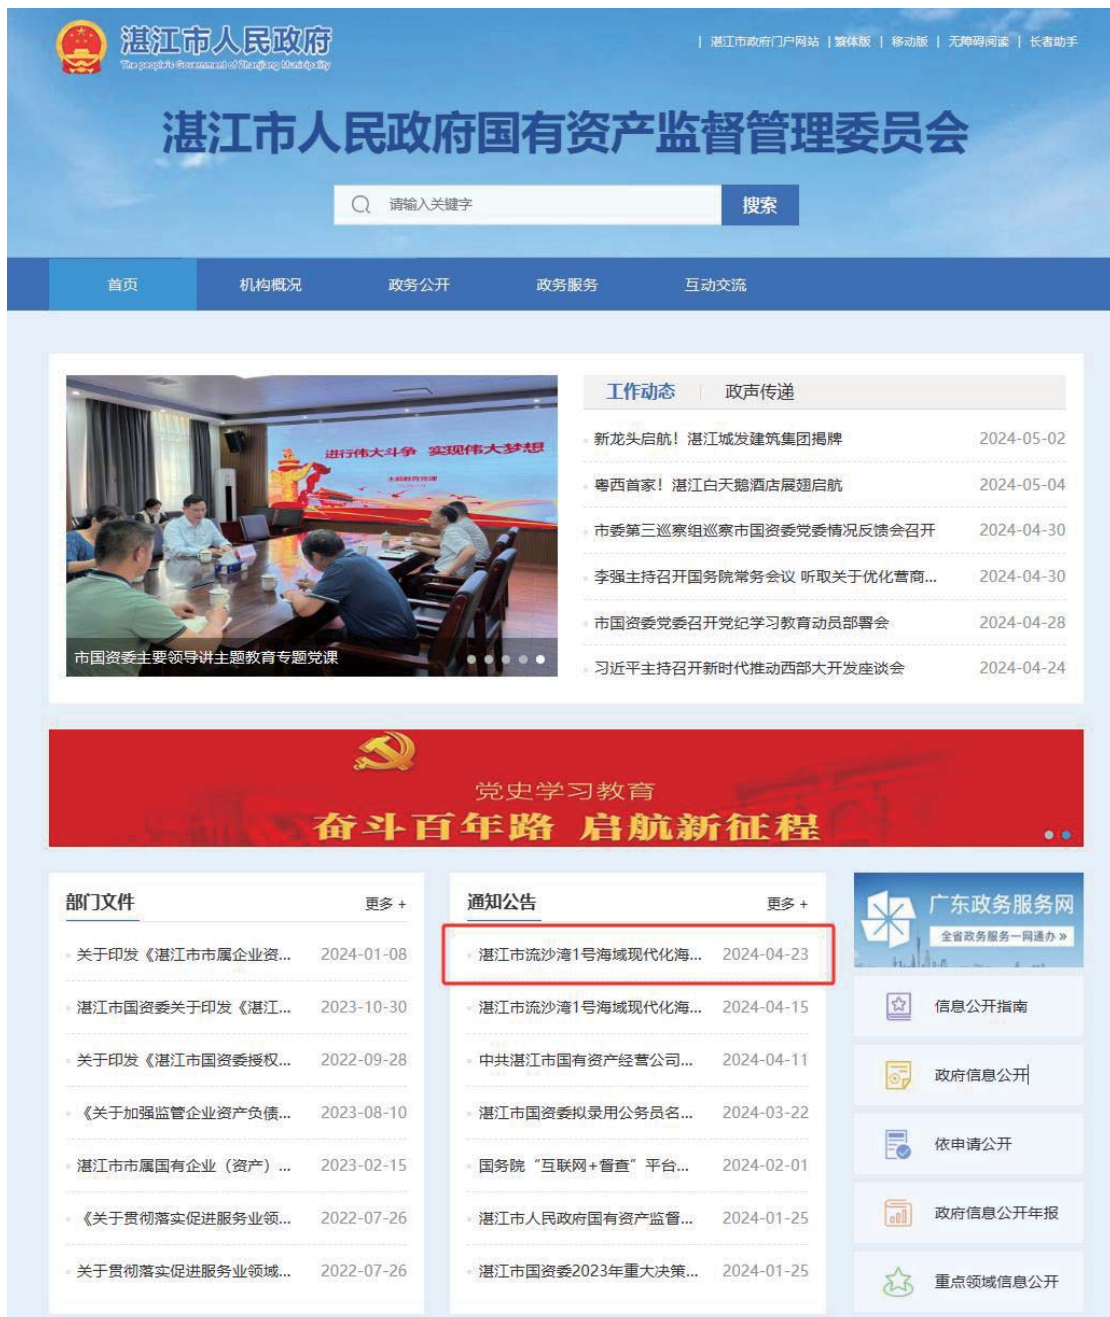 湛江市人民政府
The people's Government of Zhanjiang Municipality
| 湛江市政府门户网站 | 繁体版 | 移动版 | 无障碍阅读 | 长者助手
湛江市人民政府国有资产监督管理委员会
请输入关键字
搜索
首页 机构概况 政务公开 政务服务 互动交流
进行伟大斗争 实现伟大梦想
主题教育党课
市国资委主要领导讲主题教育专题党课
工作动态 政声传递
新龙头启航！湛江城发建筑集团揭牌 2024-05-02
粤西首家！湛江白天鹅酒店展翅启航 2024-05-04
市委第三巡察组巡察市国资委党委情况反馈会召开 2024-04-30
李强主持召开国务院常务会议 听取关于优化营商... 2024-04-30
市国资委党委召开党纪学习教育动员部署会 2024-04-28
习近平主持召开新时代推动西部大开发座谈会 2024-04-24
党史学习教育
奋斗百年路 启航新征程
部门文件 更多 +
关于印发《湛江市市属企业资... 2024-01-08
湛江市国资委关于印发《湛江... 2023-10-30
关于印发《湛江市国资委授权... 2022-09-28
《关于加强监管企业资产负债... 2023-08-10
湛江市市属国有企业（资产）... 2023-02-15
《关于贯彻落实促进服务业领... 2022-07-26
关于贯彻落实促进服务业领域... 2022-07-26
通知公告 更多 +
湛江市流沙湾1号海域现代化海... 2024-04-23
湛江市流沙湾1号海域现代化海... 2024-04-15
中共湛江市国有资产经营公司... 2024-04-11
湛江市国资委拟录用公务员名... 2024-03-22
国务院“互联网+督查”平台... 2024-02-01
湛江市人民政府国有资产监督... 2024-01-25
湛江市国资委2023年重大决策... 2024-01-25
广东政务服务网
全省政务服务一网通办 »
信息公开指南
政府信息公开
依申请公开
政府信息公开年报
重点领域信息公开